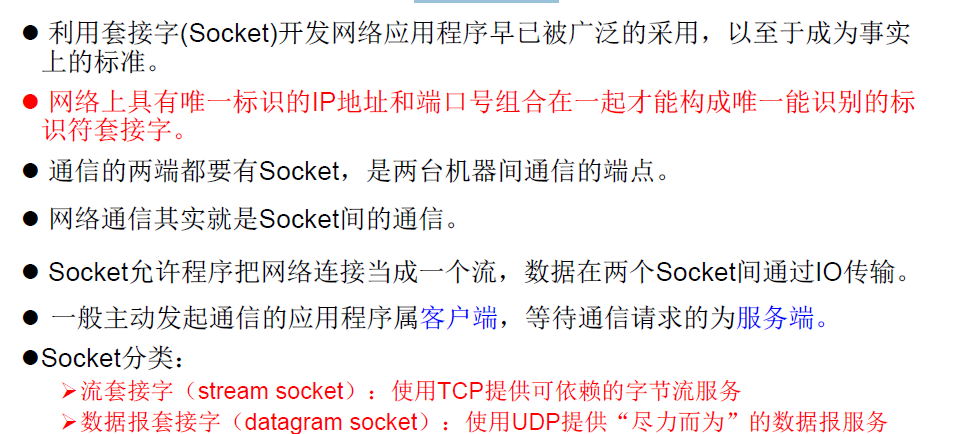 ● 利用套接字(Socket)开发网络应用程序早已被广泛的采用，以至于成为事实
上的标准。
● 网络上具有唯一标识的IP地址和端口号组合在一起才能构成唯一能识别的标
识符套接字。
● 通信的两端都要有Socket，是两台机器间通信的端点。
● 网络通信其实就是Socket间的通信。
● Socket允许程序把网络连接当成一个流，数据在两个Socket间通过IO传输。
● 一般主动发起通信的应用程序属客户端，等待通信请求的为服务端。
●Socket分类：
➢流套接字（stream socket）：使用TCP提供可依赖的字节流服务
➢数据报套接字（datagram socket）：使用UDP提供“尽力而为”的数据报服务